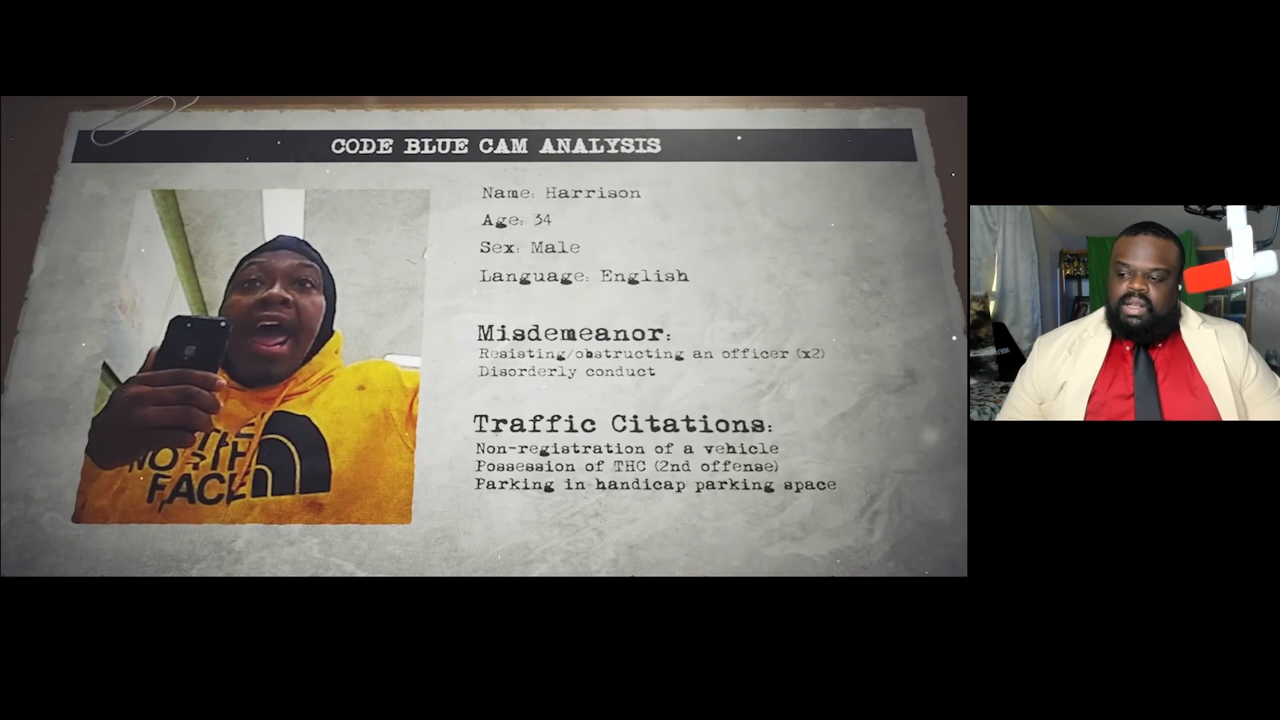 CODE BLUE CAM ANALYSIS
Name: Harrison
Age: 34
Sex: Male
Language: English
Misdemeanor:
Resisting/obstructing an officer (x2)
Disorderly conduct
Traffic Citations:
Non-registration of a vehicle
Possession of THC (2nd offense)
Parking in handicap parking space
THE
NORTH
FACE